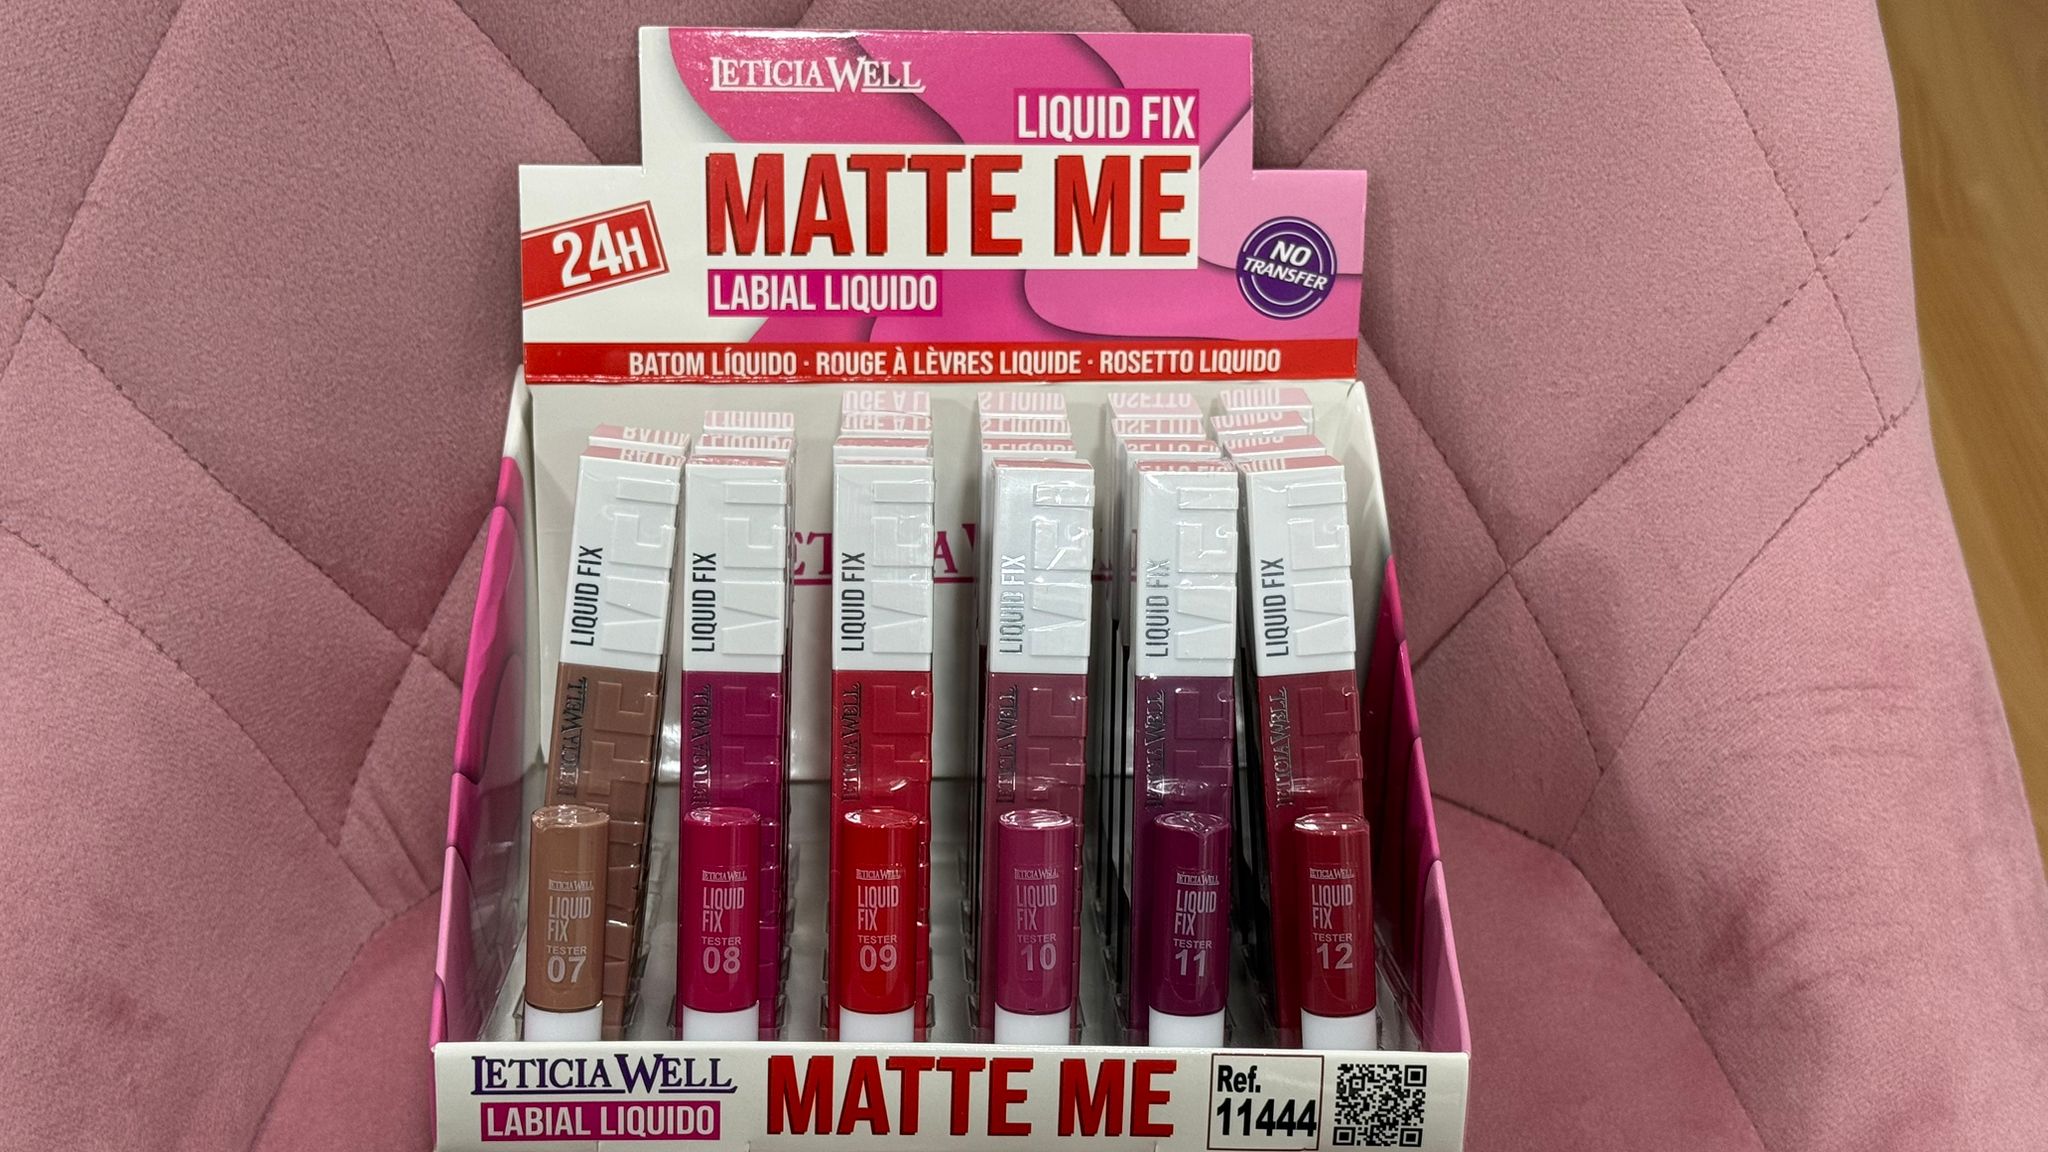 LETICIA WELL
LIQUID FIX
MATTE ME
24H
LABIAL LIQUIDO
NO
TRANSFER
BATOM LÍQUIDO · ROUGE À LÈVRES LIQUIDE · ROSETTO LIQUIDO
LIQUID FIX
LIQUID FIX
LIQUID FIX
LIQUID FIX
LIQUID FIX
LIQUID FIX
LETICIA WELL
LETICIA WELL
LETICIA WELL
LETICIA WELL
LETICIA WELL
LETICIA WELL
LETICIA WELL
LIQUID
FIX
TESTER
07
LETICIA WELL
LIQUID
FIX
TESTER
08
LETICIA WELL
LIQUID
FIX
TESTER
09
LETICIA WELL
LIQUID
FIX
TESTER
10
LETICIA WELL
LIQUID
FIX
TESTER
11
LETICIA WELL
LIQUID
FIX
TESTER
12
LETICIA WELL
LABIAL LIQUIDO
MATTE ME
Ref.
11444